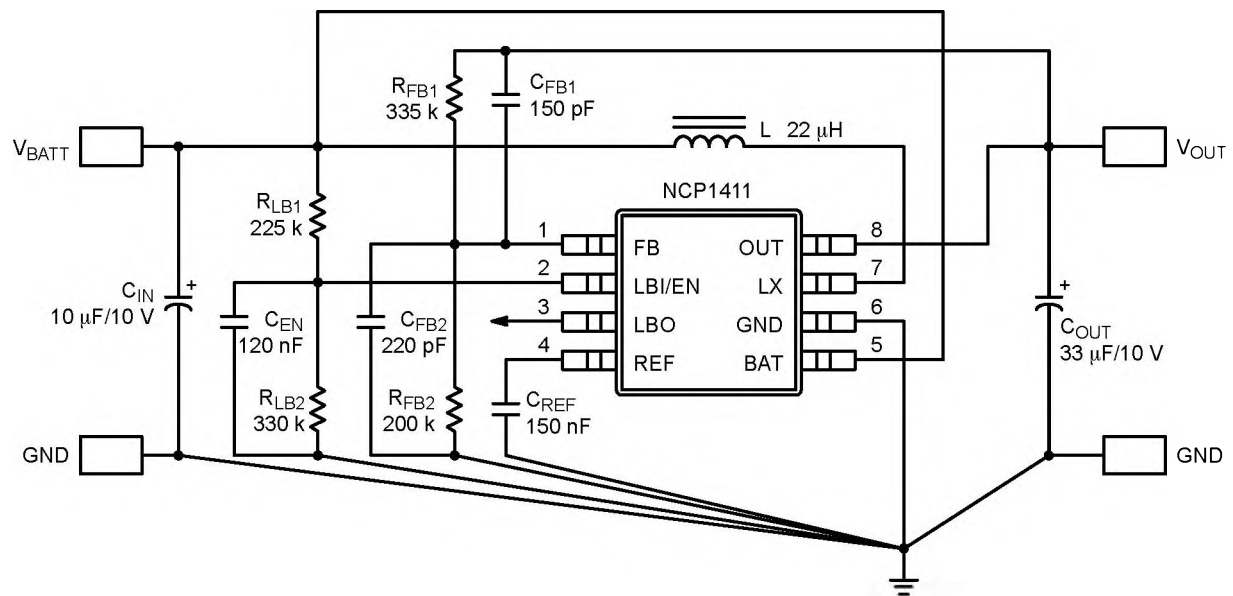 R_FB1
335 k
C_FB1
150 pF
V_BATT
L 22 μH
V_OUT
R_LB1
225 k
NCP1411
1
FB
OUT
8
2
LBI/EN
LX
7
3
LBO
GND
6
4
REF
BAT
5
C_IN
10 μF/10 V
+
C_EN
120 nF
C_FB2
220 pF
+
C_OUT
33 μF/10 V
R_LB2
330 k
R_FB2
200 k
C_REF
150 nF
GND
GND